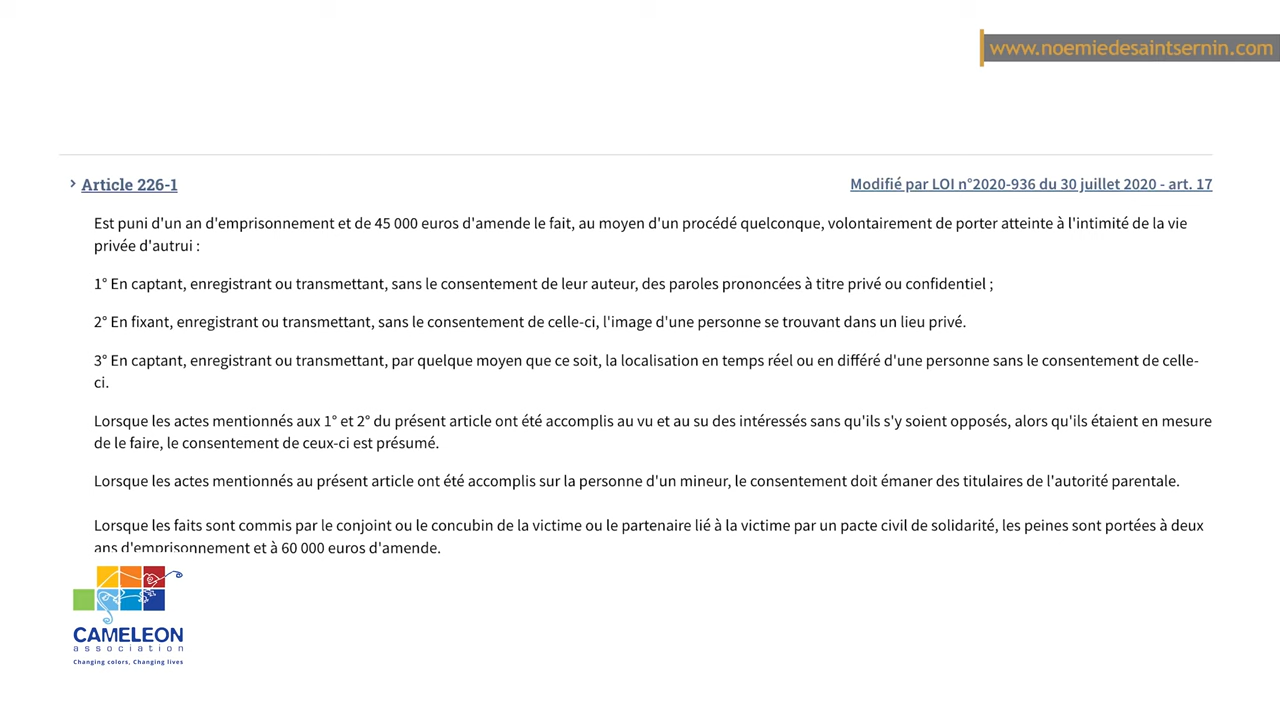 www.noemiedesaintsernin.com
Article 226-1
Modifié par LOI n°2020-936 du 30 juillet 2020 - art. 17
Est puni d'un an d'emprisonnement et de 45 000 euros d'amende le fait, au moyen d'un procédé quelconque, volontairement de porter atteinte à l'intimité de la vie
privée d'autrui :
1° En captant, enregistrant ou transmettant, sans le consentement de leur auteur, des paroles prononcées à titre privé ou confidentiel ;
2° En fixant, enregistrant ou transmettant, sans le consentement de celle-ci, l'image d'une personne se trouvant dans un lieu privé.
3° En captant, enregistrant ou transmettant, par quelque moyen que ce soit, la localisation en temps réel ou en différé d'une personne sans le consentement de celle-
ci.
Lorsque les actes mentionnés aux 1° et 2° du présent article ont été accomplis au vu et au su des intéressés sans qu'ils s'y soient opposés, alors qu'ils étaient en mesure
de le faire, le consentement de ceux-ci est présumé.
Lorsque les actes mentionnés au présent article ont été accomplis sur la personne d'un mineur, le consentement doit émaner des titulaires de l'autorité parentale.
Lorsque les faits sont commis par le conjoint ou le concubin de la victime ou le partenaire lié à la victime par un pacte civil de solidarité, les peines sont portées à deux
ans d'emprisonnement et à 60 000 euros d'amende.
CAMELEON
association
Changing colors, Changing lives